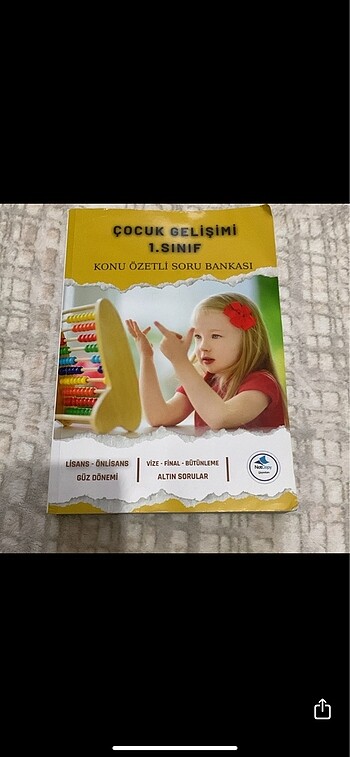 ÇOCUK GELİŞİMİ
1.SINIF
KONU ÖZETLİ SORU BANKASI
LİSANS - ÖNLİSANS
GÜZ DÖNEMİ
VİZE - FİNAL - BÜTÜNLEME
ALTIN SORULAR
NotCopy